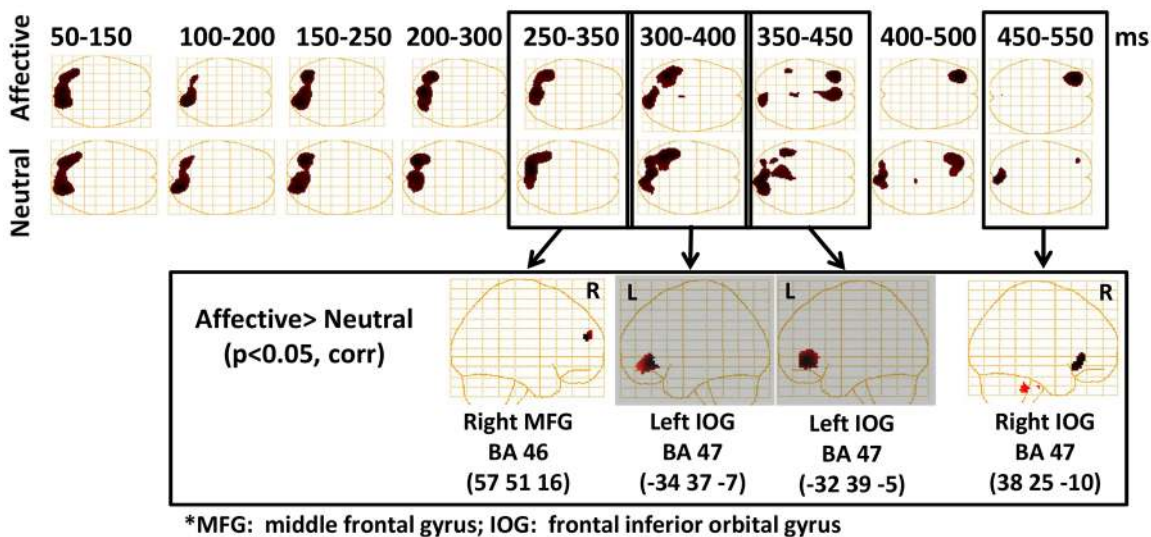 50-150 100-200 150-250 200-300 250-350 300-400 350-450 400-500 450-550 ms
Affective
Neutral
R L L R
Affective> Neutral
(p<0.05, corr)
Right MFG Left IOG Left IOG Right IOG
BA 46 BA 47 BA 47 BA 47
(57 51 16) (-34 37 -7) (-32 39 -5) (38 25 -10)
*MFG: middle frontal gyrus; IOG: frontal inferior orbital gyrus